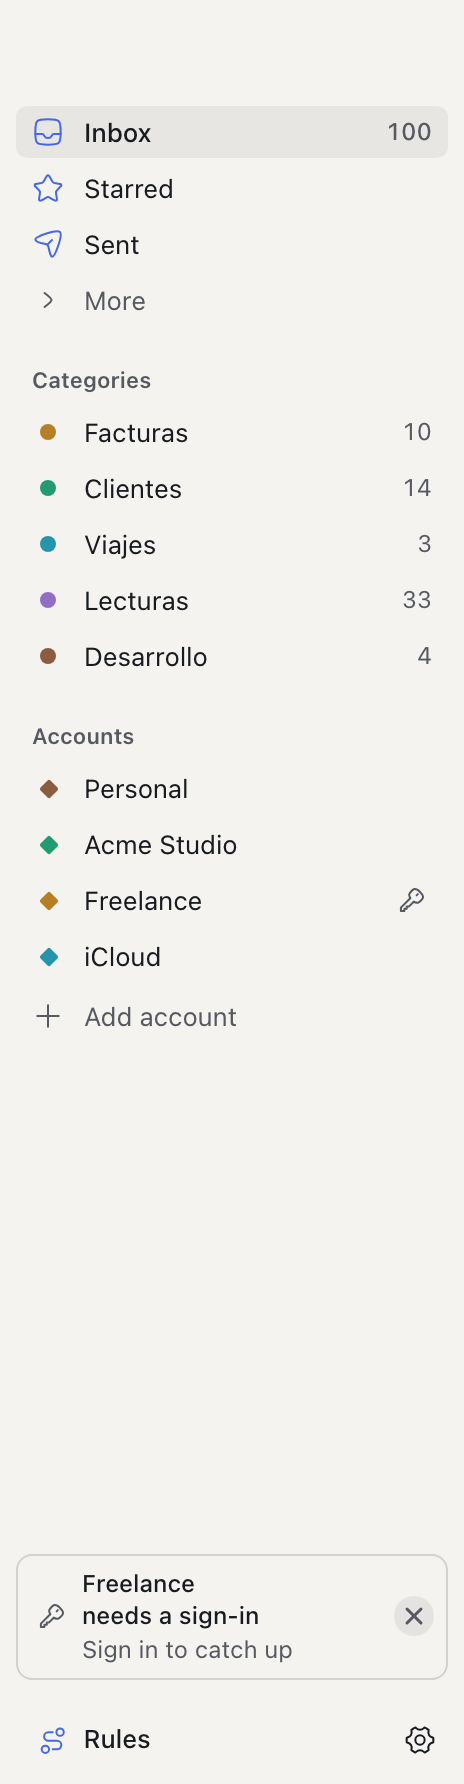 Inbox 100
Starred
Sent
More
Categories
Facturas 10
Clientes 14
Viajes 3
Lecturas 33
Desarrollo 4
Accounts
Personal
Acme Studio
Freelance
iCloud
Add account
Freelance
needs a sign-in
Sign in to catch up
Rules